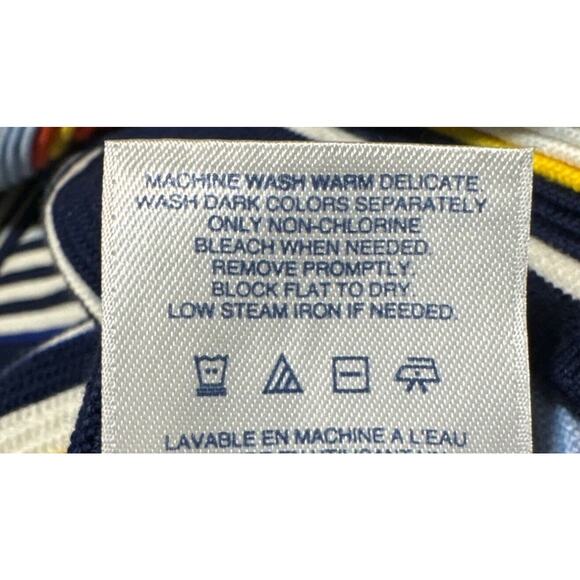 MACHINE WASH WARM DELICATE.
WASH DARK COLORS SEPARATELY
ONLY NON-CHLORINE
BLEACH WHEN NEEDED.
REMOVE PROMPTLY.
BLOCK FLAT TO DRY.
LOW STEAM IRON IF NEEDED.
LAVABLE EN MACHINE A L'EAU